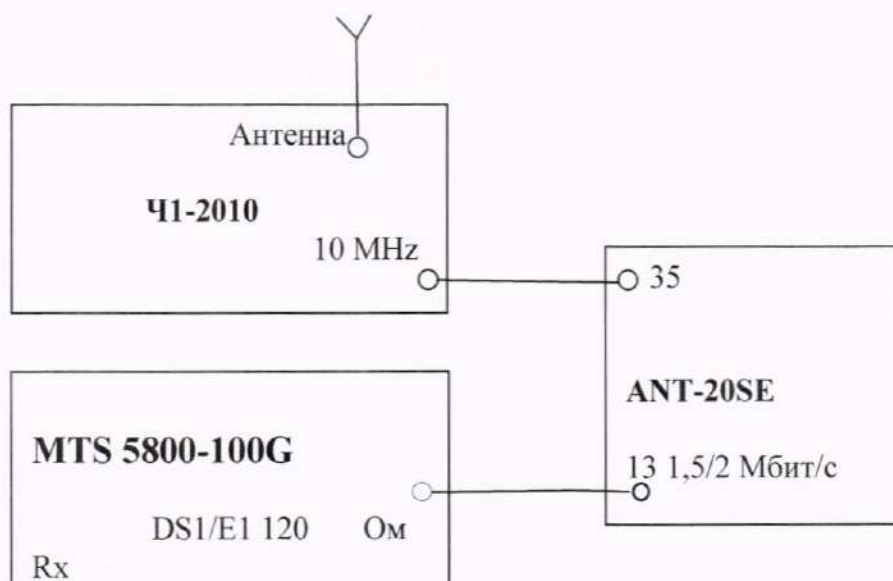 Антенна
Ч1-2010
10 MHz
35
ANT-20SE
13 1,5/2 Мбит/с
MTS 5800-100G
DS1/E1 120 Ом
Rx